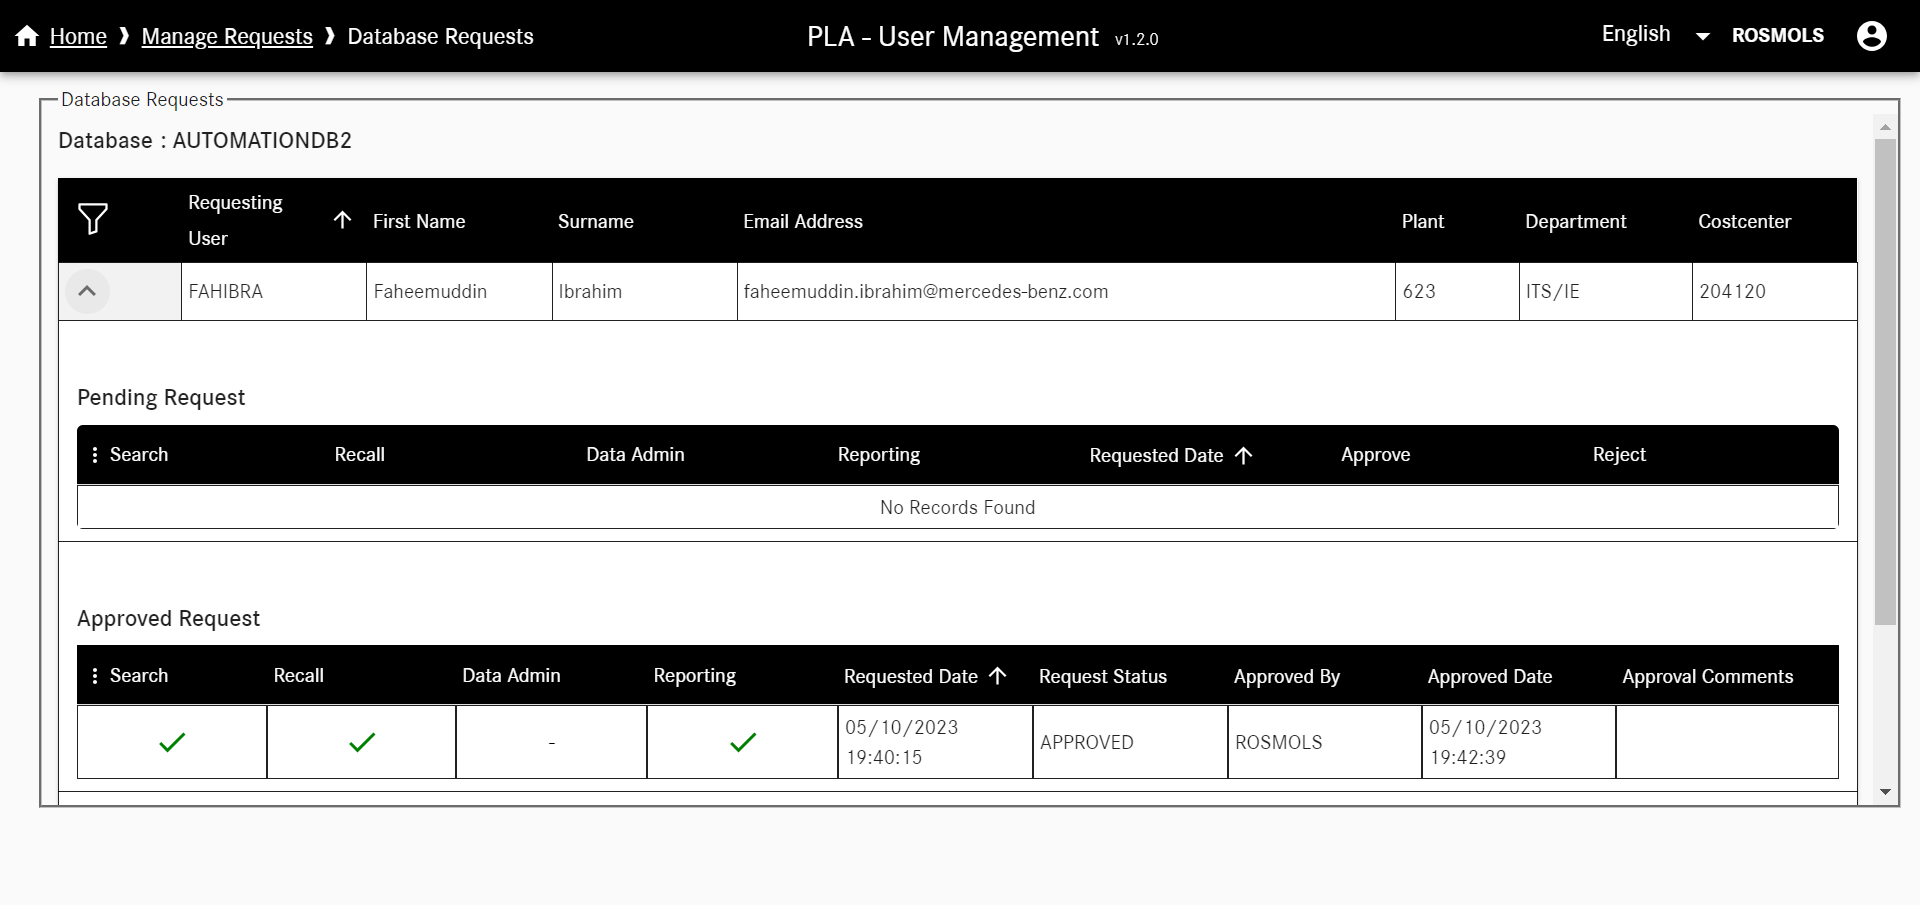 Home ❱ Manage Requests ❱ Database Requests
PLA - User Management v1.2.0
English
ROSMOLS
Database Requests
Database : AUTOMATIONDB2
Requesting User
First Name
Surname
Email Address
Plant
Department
Costcenter
FAHIBRA
Faheemuddin
Ibrahim
faheemuddin.ibrahim@mercedes-benz.com
623
ITS/IE
204120
Pending Request
Search
Recall
Data Admin
Reporting
Requested Date
Approve
Reject
No Records Found
Approved Request
Search
Recall
Data Admin
Reporting
Requested Date
Request Status
Approved By
Approved Date
Approval Comments
-
05/10/2023
19:40:15
APPROVED
ROSMOLS
05/10/2023
19:42:39